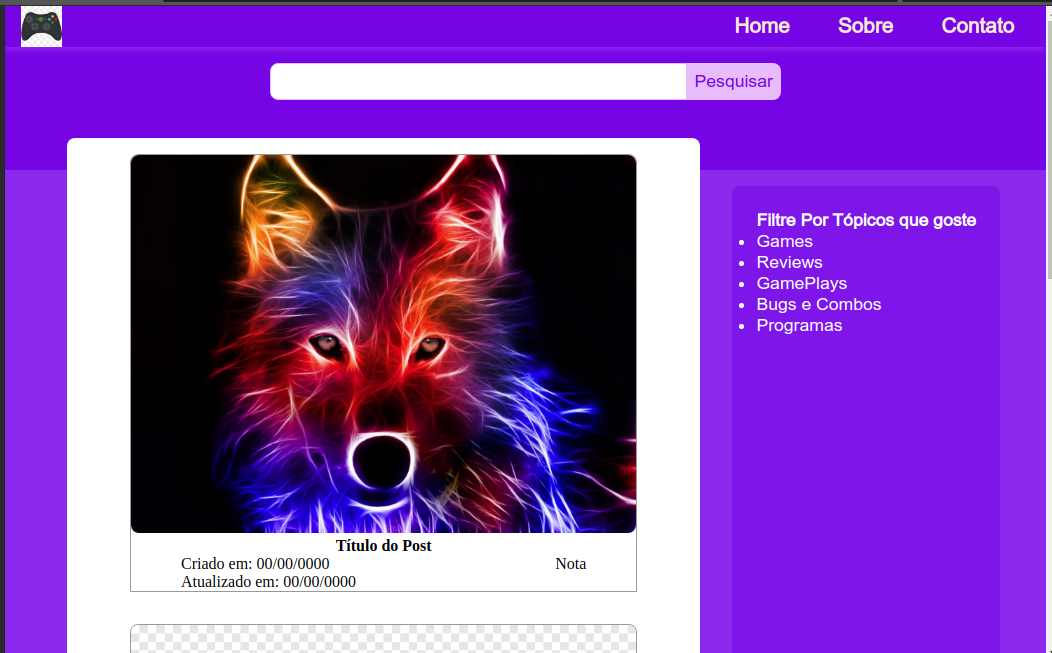 Home Sobre Contato
Pesquisar
Título do Post
Criado em: 00/00/0000 Nota
Atualizado em: 00/00/0000
Filtre Por Tópicos que goste
Games
Reviews
GamePlays
Bugs e Combos
Programas